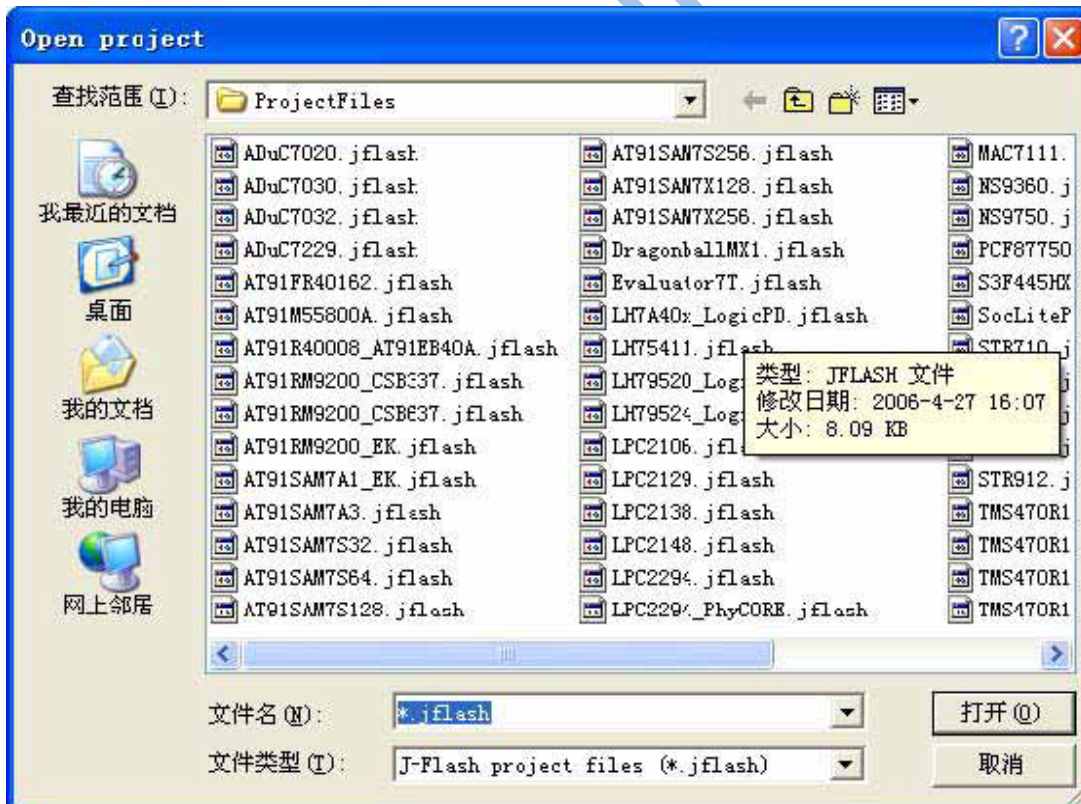 Open project
查找范围(I):
ProjectFiles
我最近的文档
桌面
我的文档
我的电脑
网上邻居
ADuC7020.jflash
ADuC7030.jflash
ADuC7032.jflash
ADuC7229.jflash
AT91FR40162.jflash
AT91M55800A.jflash
AT91R40008_AT91EB40A.jflash
AT91RM9200_CSB337.jflash
AT91RM9200_CSB637.jflash
AT91RM9200_EK.jflash
AT91SAM7A1_EK.jflash
AT91SAM7A3.jflash
AT91SAM7S32.jflash
AT91SAM7S64.jflash
AT91SAM7S128.jflash
AT91SAM7S256.jflash
AT91SAM7X128.jflash
AT91SAM7X256.jflash
DragonballMX1.jflash
Evaluator7T.jflash
LH7A40x_LogicPD.jflash
LH75411.jflash
LH79520_Log
LH79524_Log
LPC2106.jfl
LPC2129.jflash
LPC2138.jflash
LPC2148.jflash
LPC2294.jflash
LPC2294_PhyCORE.jflash
MAC7111.
NS9360.j
NS9750.j
PCF87750
S3F445HX
SocLiteP
STR710.j
STR912.j
TMS470R1
TMS470R1
TMS470R1
TMS470R1
类型: JFLASH 文件
修改日期: 2006-4-27 16:07
大小: 8.09 KB
文件名(N):
*.jflash
打开(O)
文件类型(T):
J-Flash project files (*.jflash)
取消